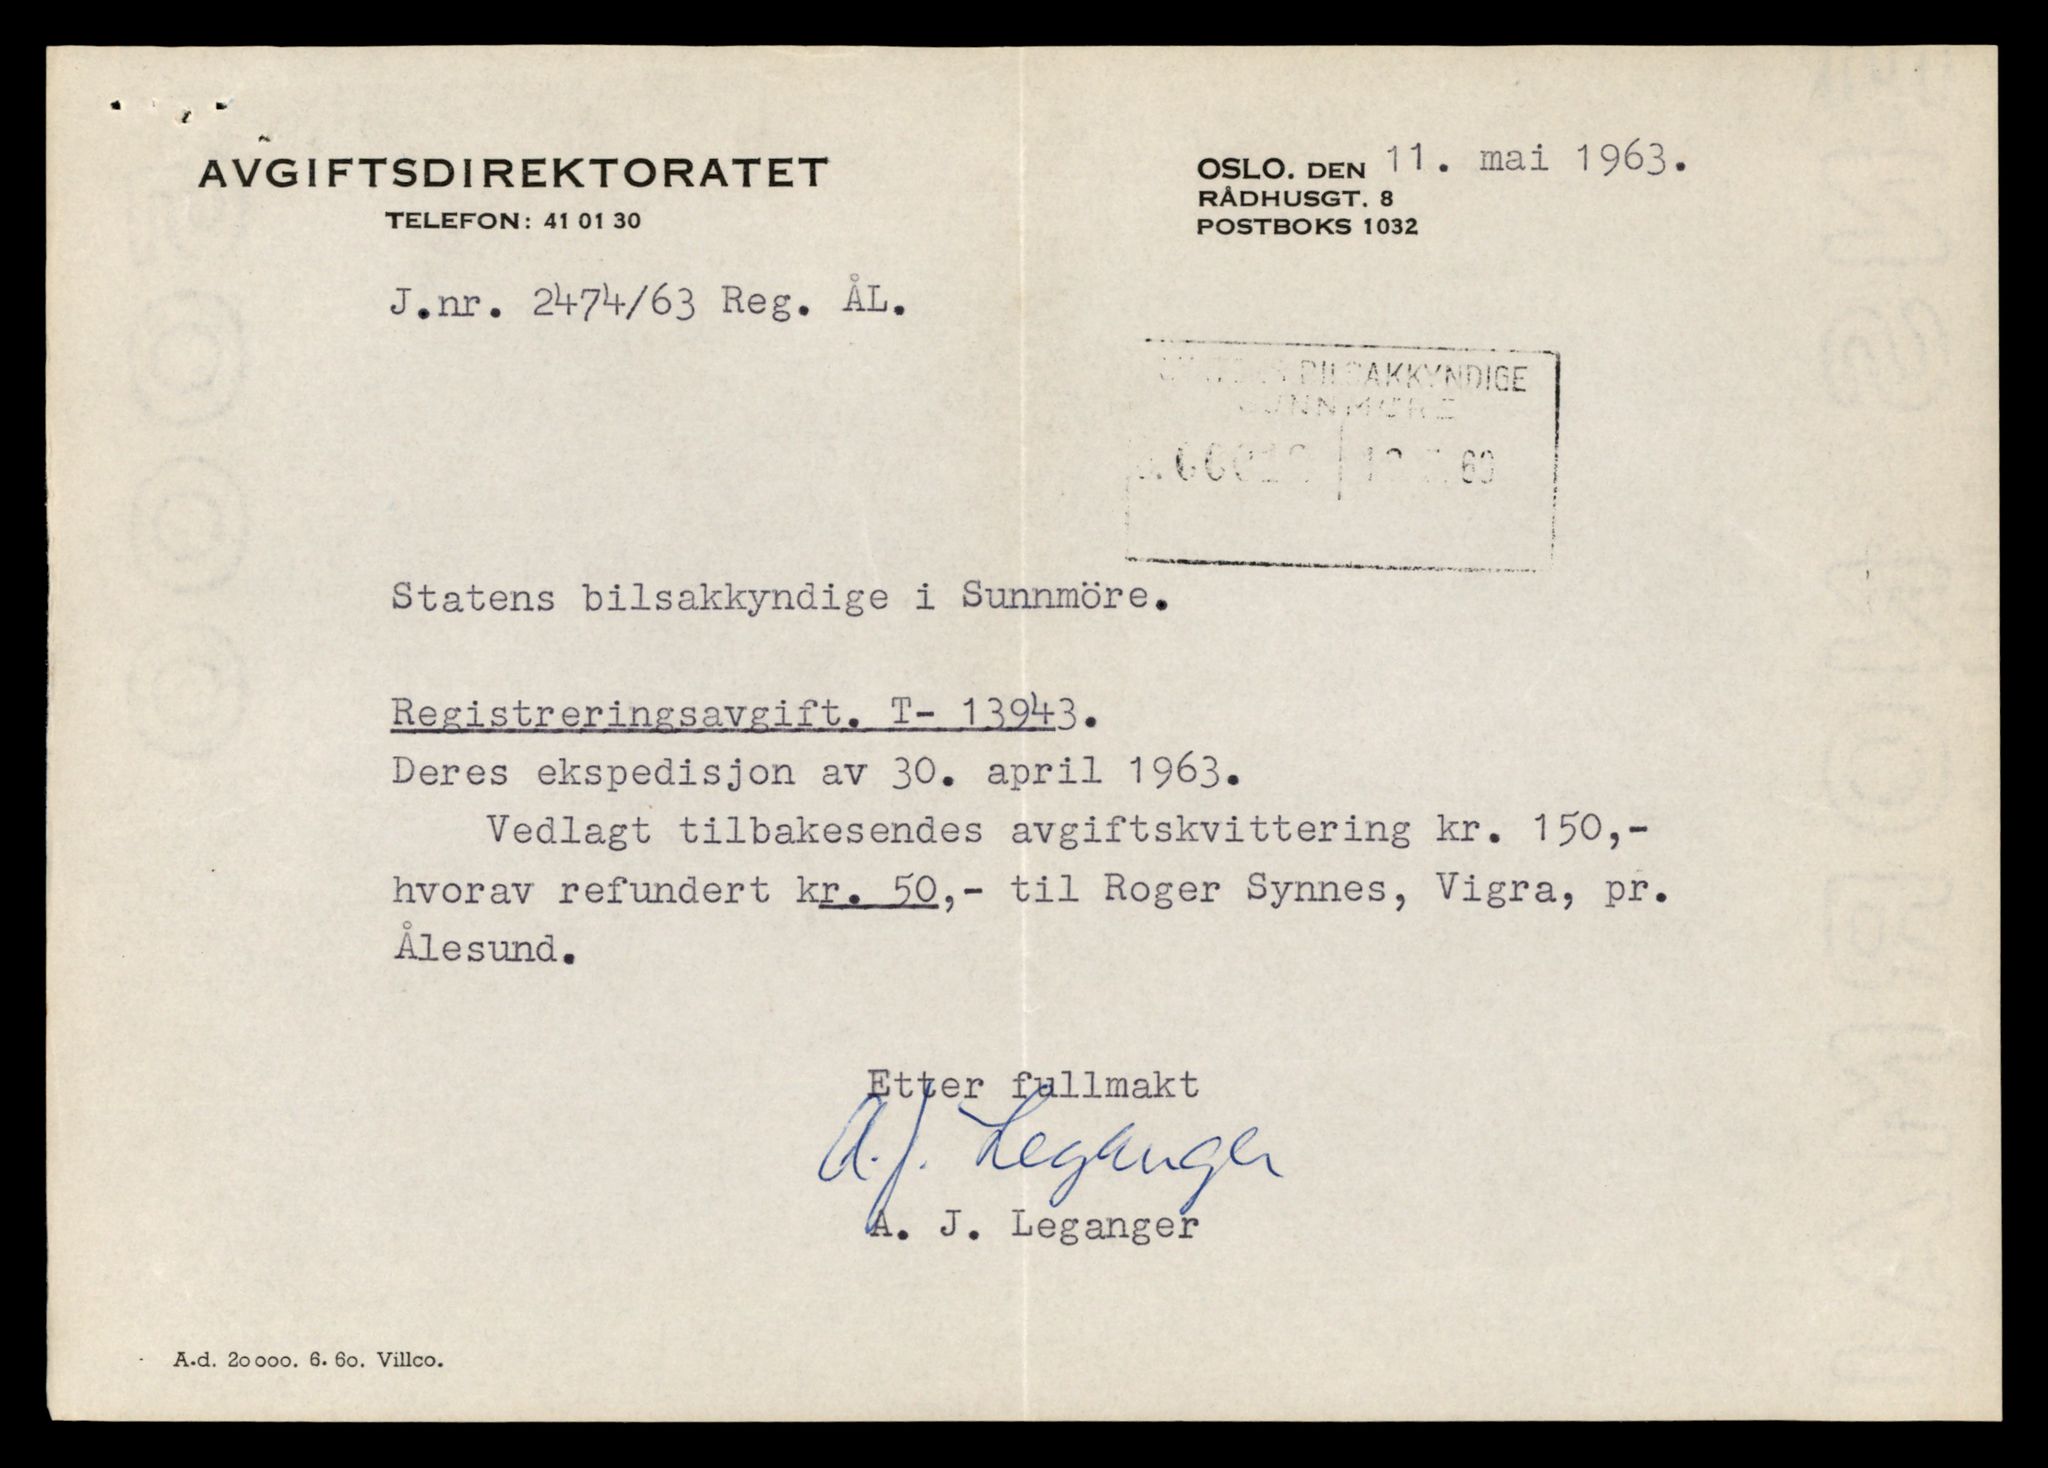 AVGIFTSDIREKTORATET
TELEFON: 41 01 30
OSLO. DEN 11. mai 1963.
RÅDHUSGT. 8
POSTBOKS 1032
J.nr. 2474/63 Reg. ÅL.
BILSAKKYNDIGE
SUNNMØRE
Statens bilsakkyndige i Sunnmöre.
Registreringsavgift. T- 13943.
Deres ekspedisjon av 30. april 1963.
Vedlagt tilbakesendes avgiftskvittering kr. 150,-
hvorav refundert kr. 50,- til Roger Synnes, Vigra, pr.
Ålesund.
Etter fullmakt
A. J. Leganger
A. J. Leganger
A.d. 20000. 6. 60. Villco.